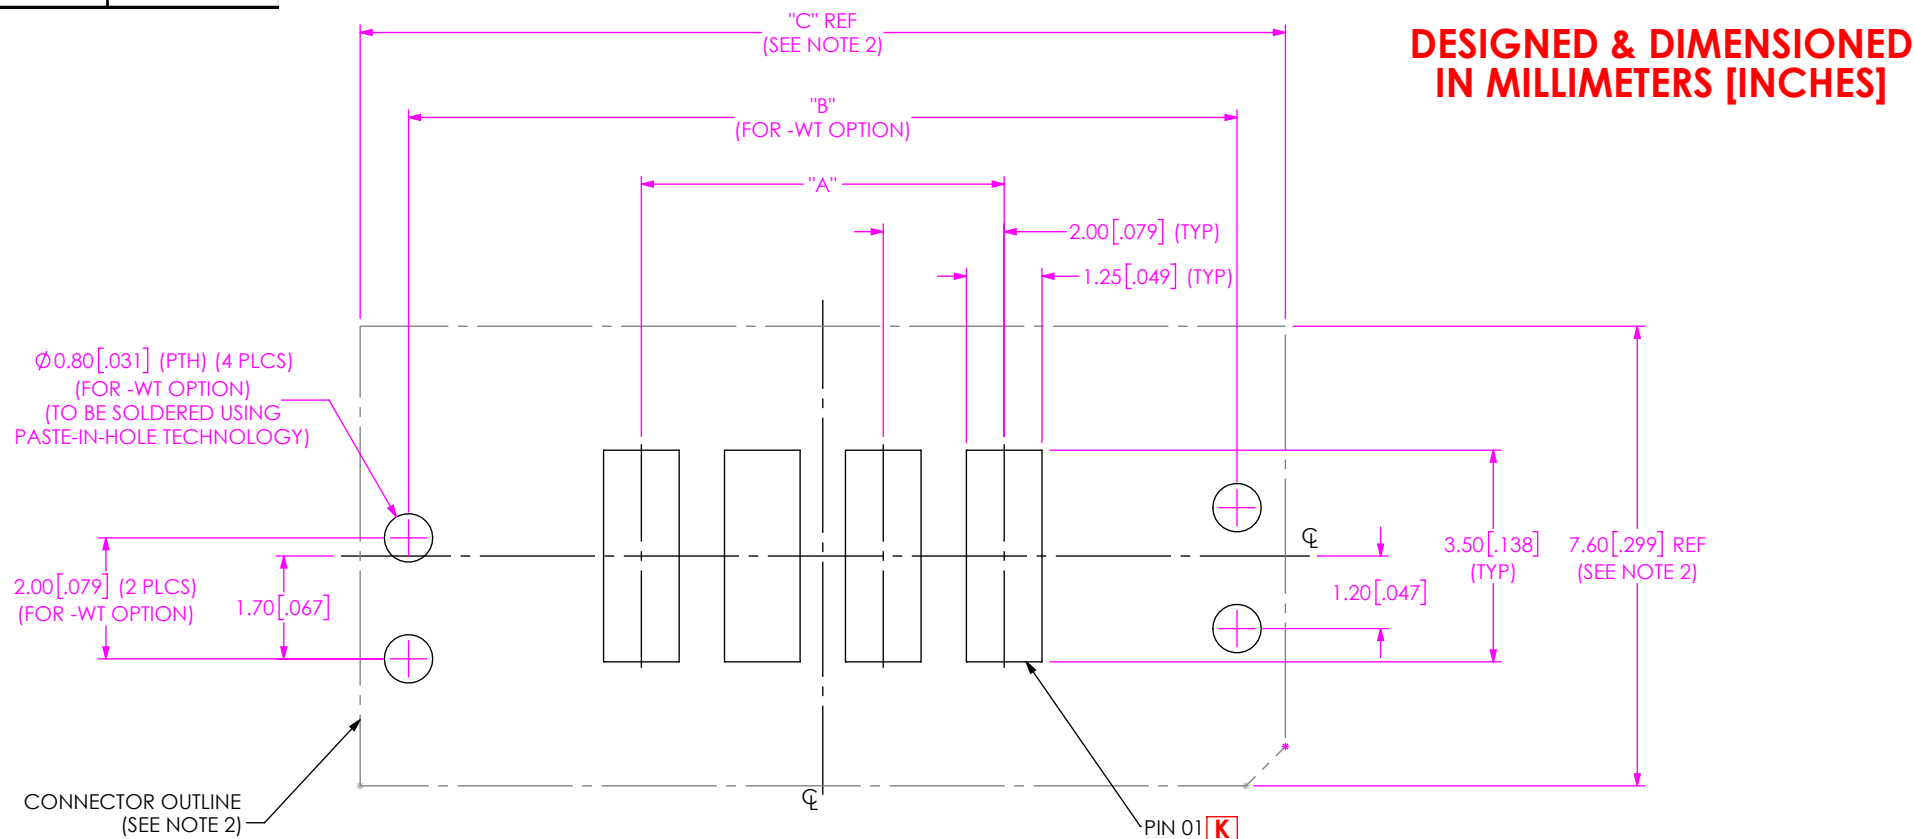 "C" REF
(SEE NOTE 2)
DESIGNED & DIMENSIONED
IN MILLIMETERS [INCHES]
"B"
(FOR -WT OPTION)
"A"
2.00[.079] (TYP)
1.25[.049] (TYP)
Ø0.80[.031] (PTH) (4 PLCS)
(FOR -WT OPTION)
(TO BE SOLDERED USING
PASTE-IN-HOLE TECHNOLOGY)
℄
3.50[.138]
(TYP)
7.60[.299] REF
(SEE NOTE 2)
2.00[.079] (2 PLCS)
(FOR -WT OPTION)
1.70[.067]
1.20[.047]
℄
CONNECTOR OUTLINE
(SEE NOTE 2)
PIN 01 K